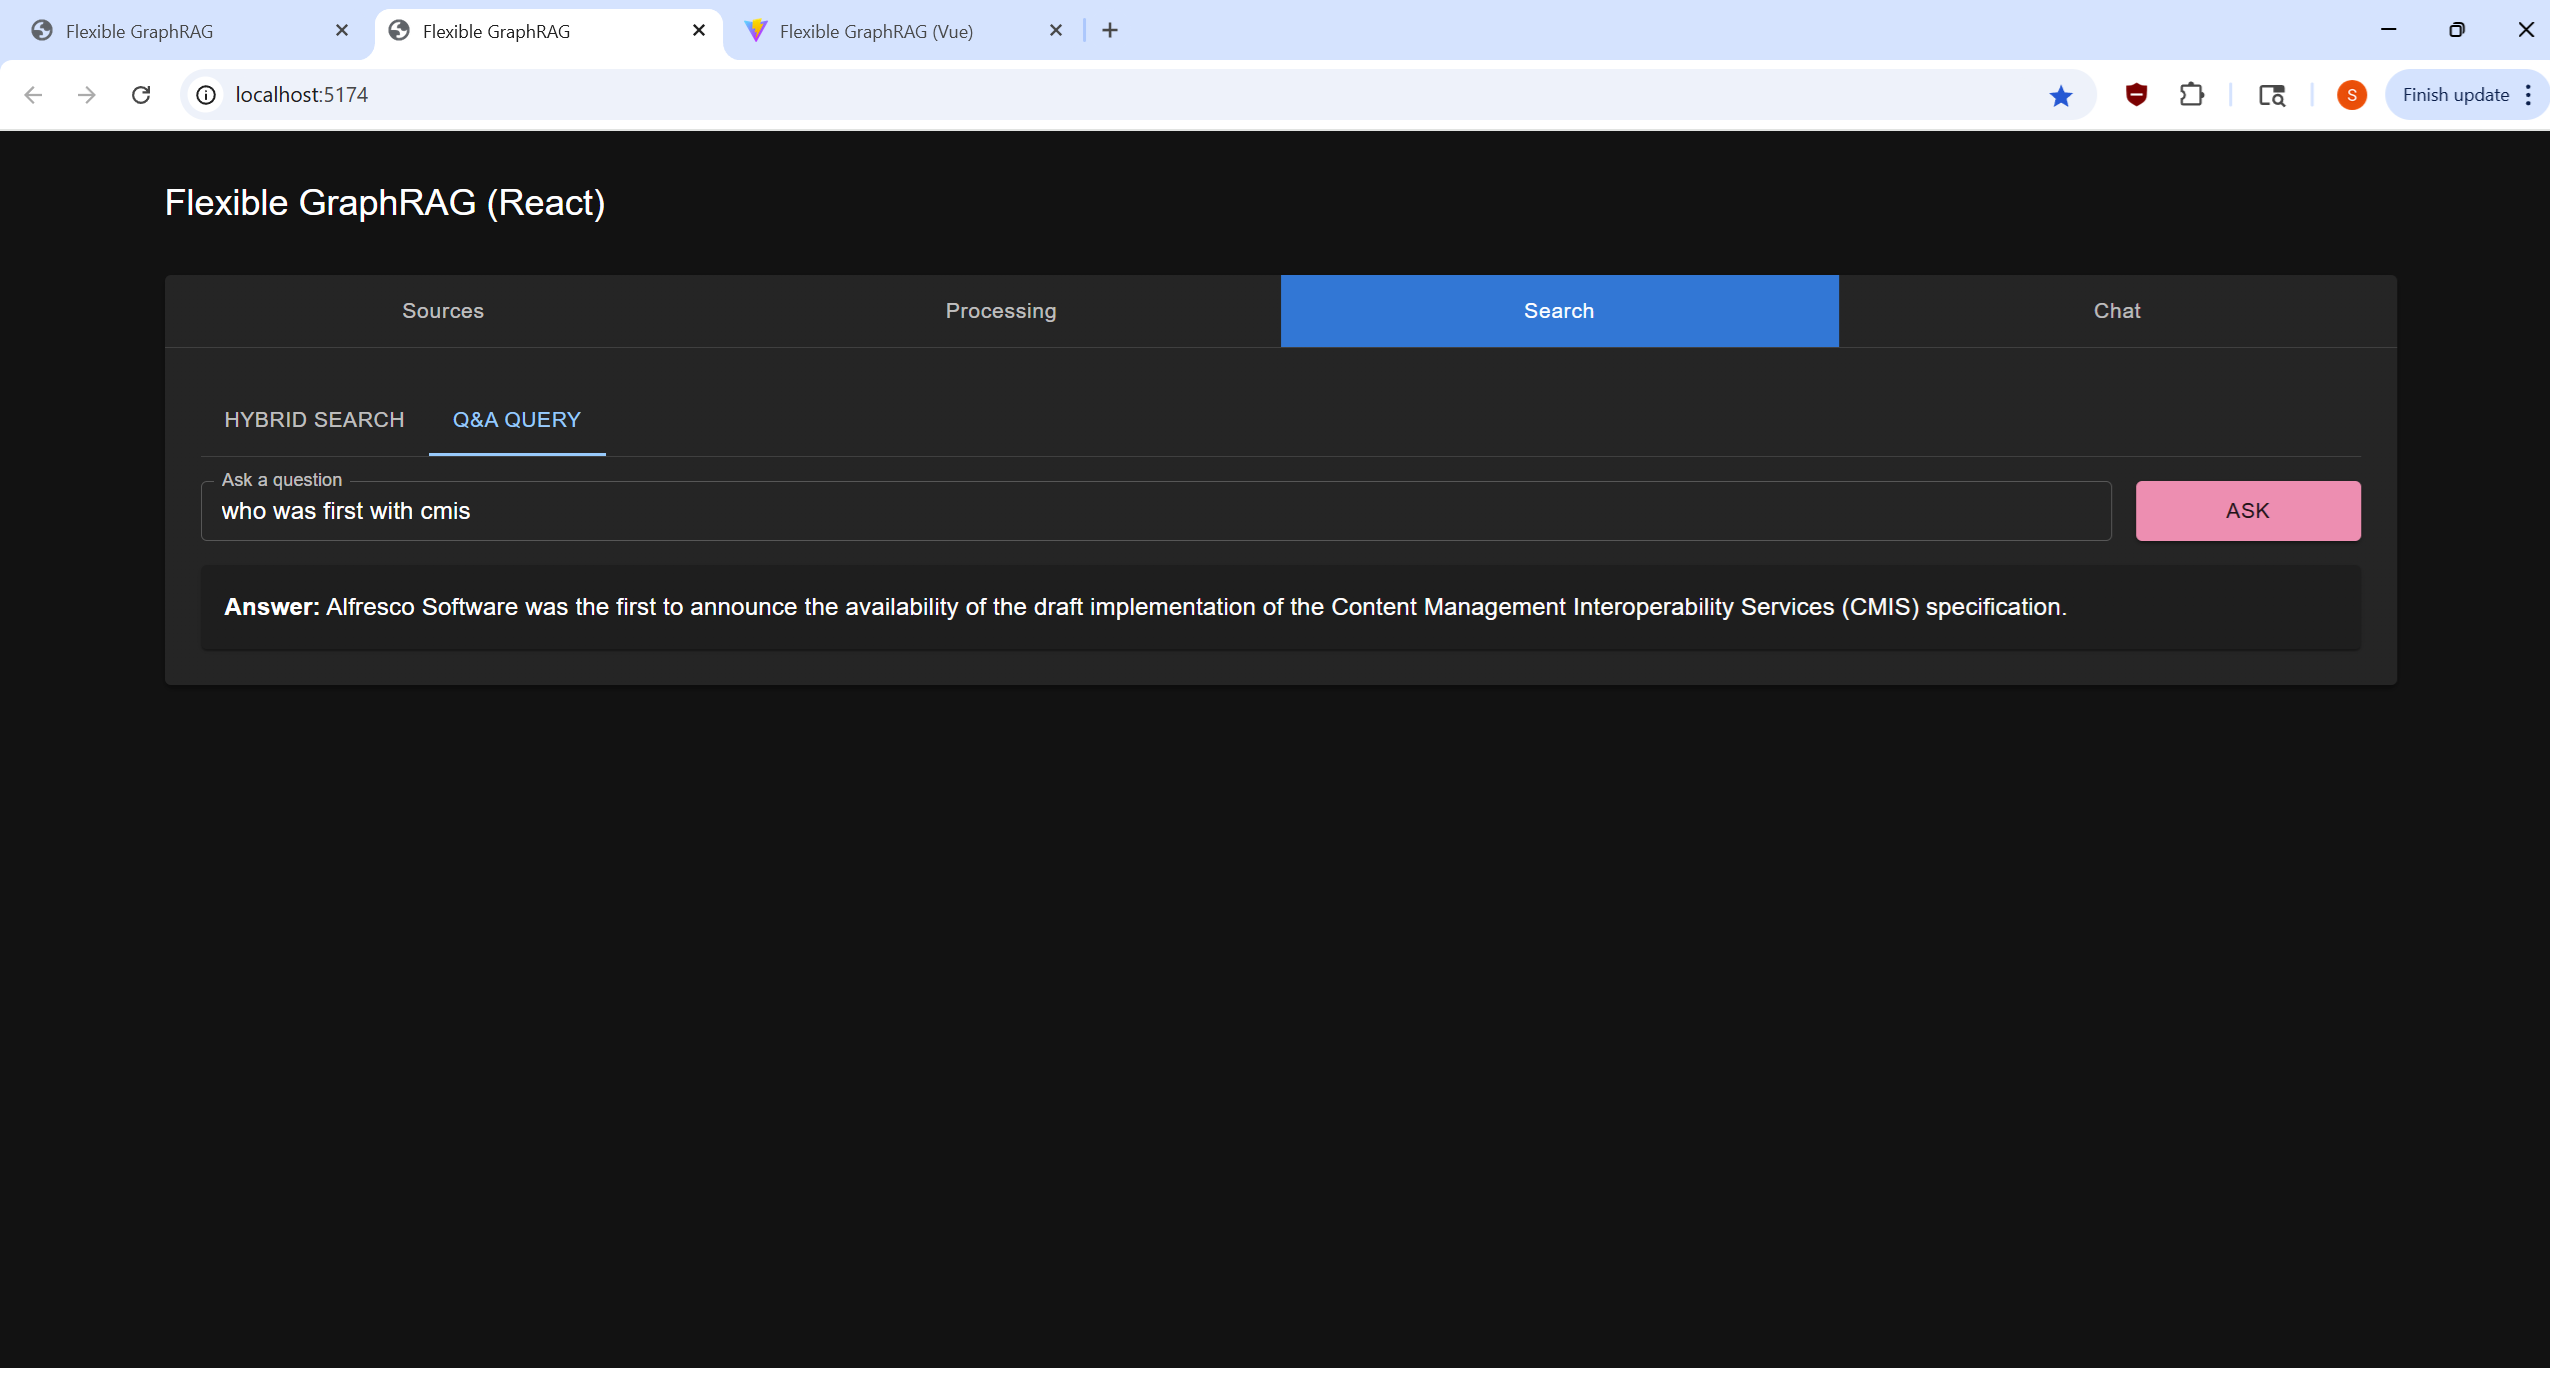 Flexible GraphRAG
Flexible GraphRAG
Flexible GraphRAG (Vue)
localhost:5174
S
Finish update
Flexible GraphRAG (React)
Sources
Processing
Search
Chat
HYBRID SEARCH
Q&A QUERY
Ask a question
who was first with cmis
ASK
Answer: Alfresco Software was the first to announce the availability of the draft implementation of the Content Management Interoperability Services (CMIS) specification.